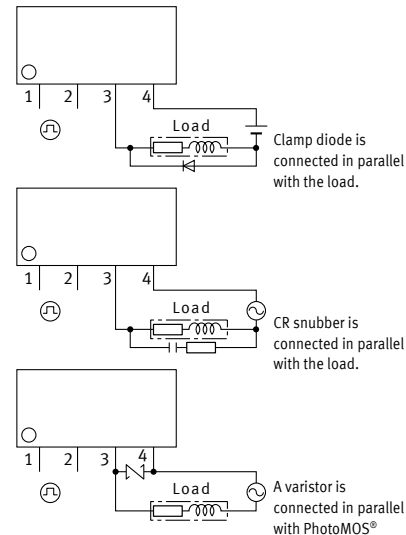 1 2 3 4
Load
Clamp diode is
connected in parallel
with the load.
1 2 3 4
Load
CR snubber is
connected in parallel
with the load.
1 2 3 4
Load
A varistor is
connected in parallel
with PhotoMOS®